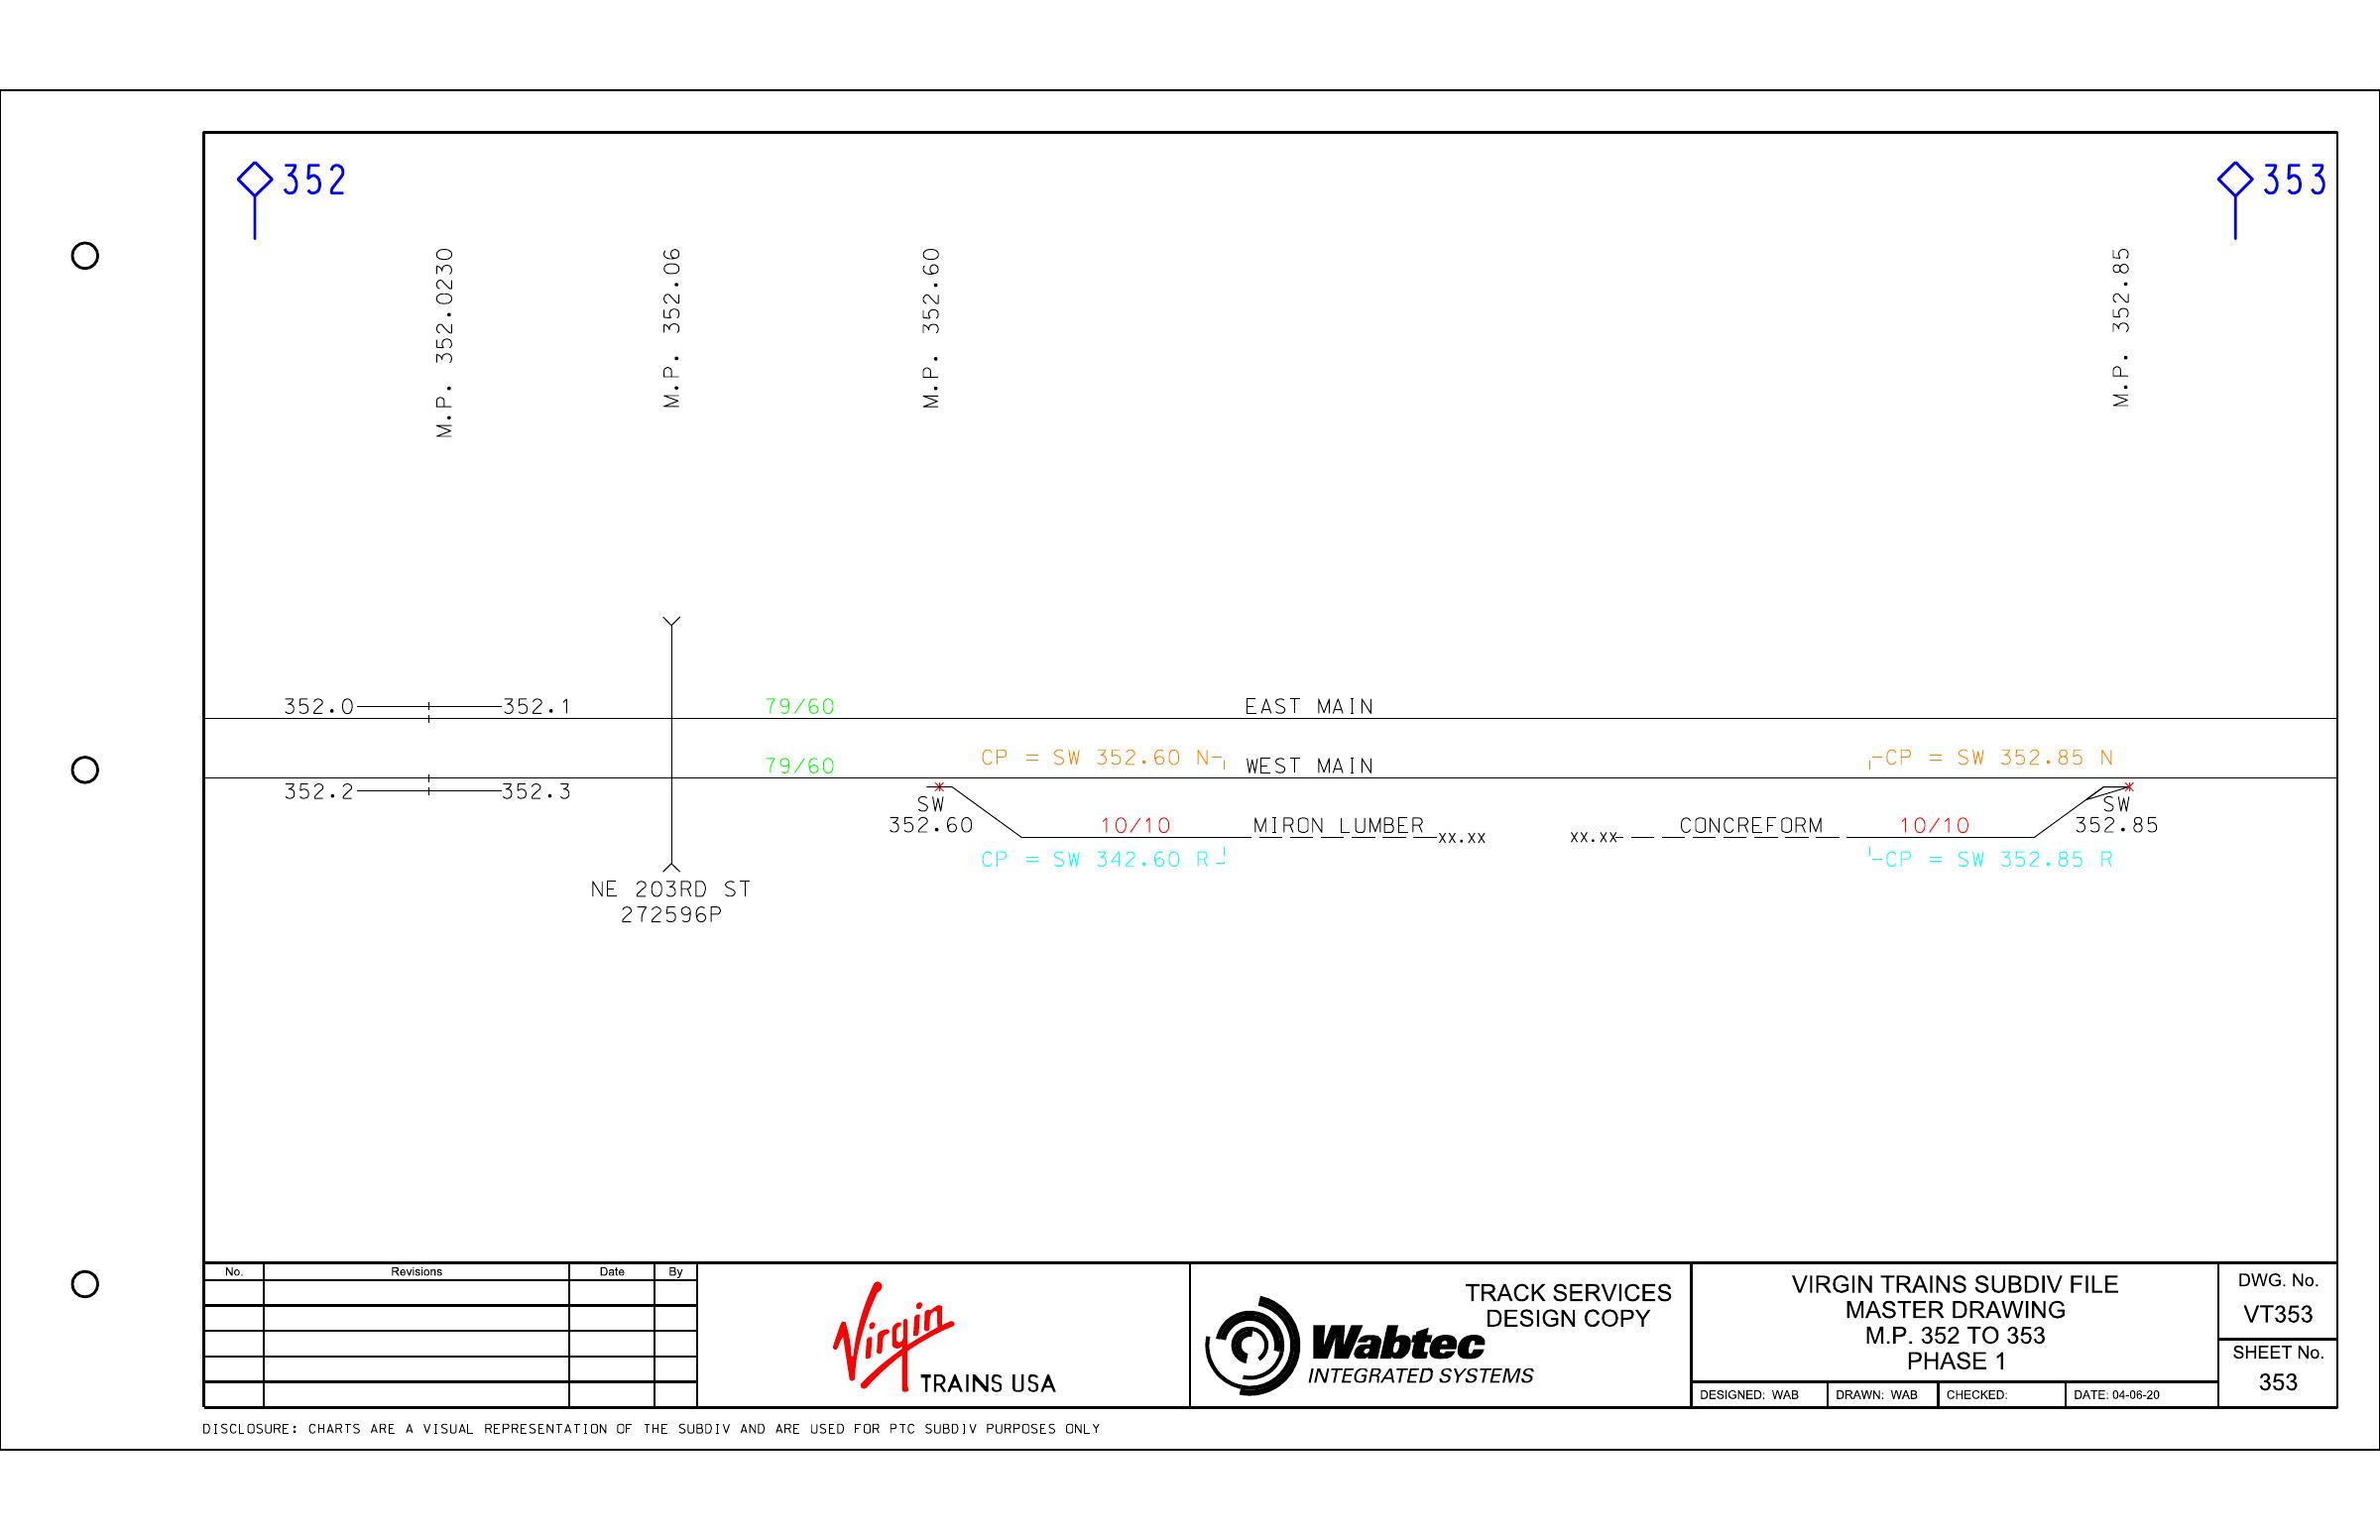 352
353
M.P. 352.0230
M.P. 352.06
M.P. 352.60
M.P. 352.85
352.0
352.1
79/60
EAST MAIN
CP = SW 352.60 N
79/60
WEST MAIN
CP = SW 352.85 N
352.2
352.3
SW
352.60
10/10
MIRON LUMBER
XX.XX
XX.XX
CONCREFORM
10/10
SW
352.85
CP = SW 342.60 R
CP = SW 352.85 R
NE 203RD ST
272596P
No.
Revisions
Date
By
Virgin
TRAINS USA
TRACK SERVICES
DESIGN COPY
Wabtec
INTEGRATED SYSTEMS
VIRGIN TRAINS SUBDIV FILE
MASTER DRAWING
M.P. 352 TO 353
PHASE 1
DESIGNED: WAB
DRAWN: WAB
CHECKED:
DATE: 04-06-20
DWG. No.
VT353
SHEET No.
353
DISCLOSURE: CHARTS ARE A VISUAL REPRESENTATION OF THE SUBDIV AND ARE USED FOR PTC SUBDIV PURPOSES ONLY